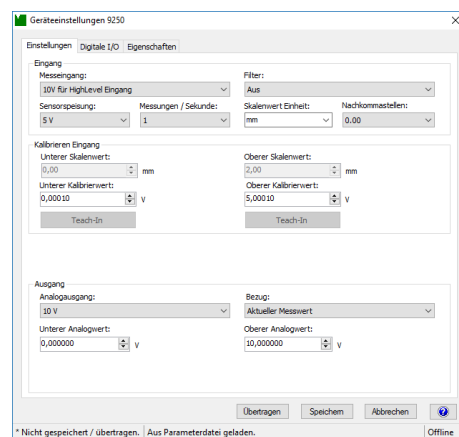 Geräteeinstellungen 9250
Einstellungen Digitale I/O Eigenschaften
Eingang
Messeingang: Filter:
10V für HighLevel Eingang Aus
Sensorspeisung: Messungen / Sekunde: Skalenwert Einheit: Nachkommastellen:
5 V 1 mm 0.00
Kalibrieren Eingang
Unterer Skalenwert: Oberer Skalenwert:
0,00 mm 2,00 mm
Unterer Kalibrierwert: Oberer Kalibrierwert:
0,00010 V 5,00010 V
Teach-In Teach-In
Ausgang
Analogausgang: Bezug:
10 V Aktueller Messwert
Unterer Analogwert: Oberer Analogwert:
0,000000 V 10,000000 V
Übertragen Speichern Abbrechen ?
* Nicht gespeichert / übertragen. Aus Parameterdatei geladen. Offline